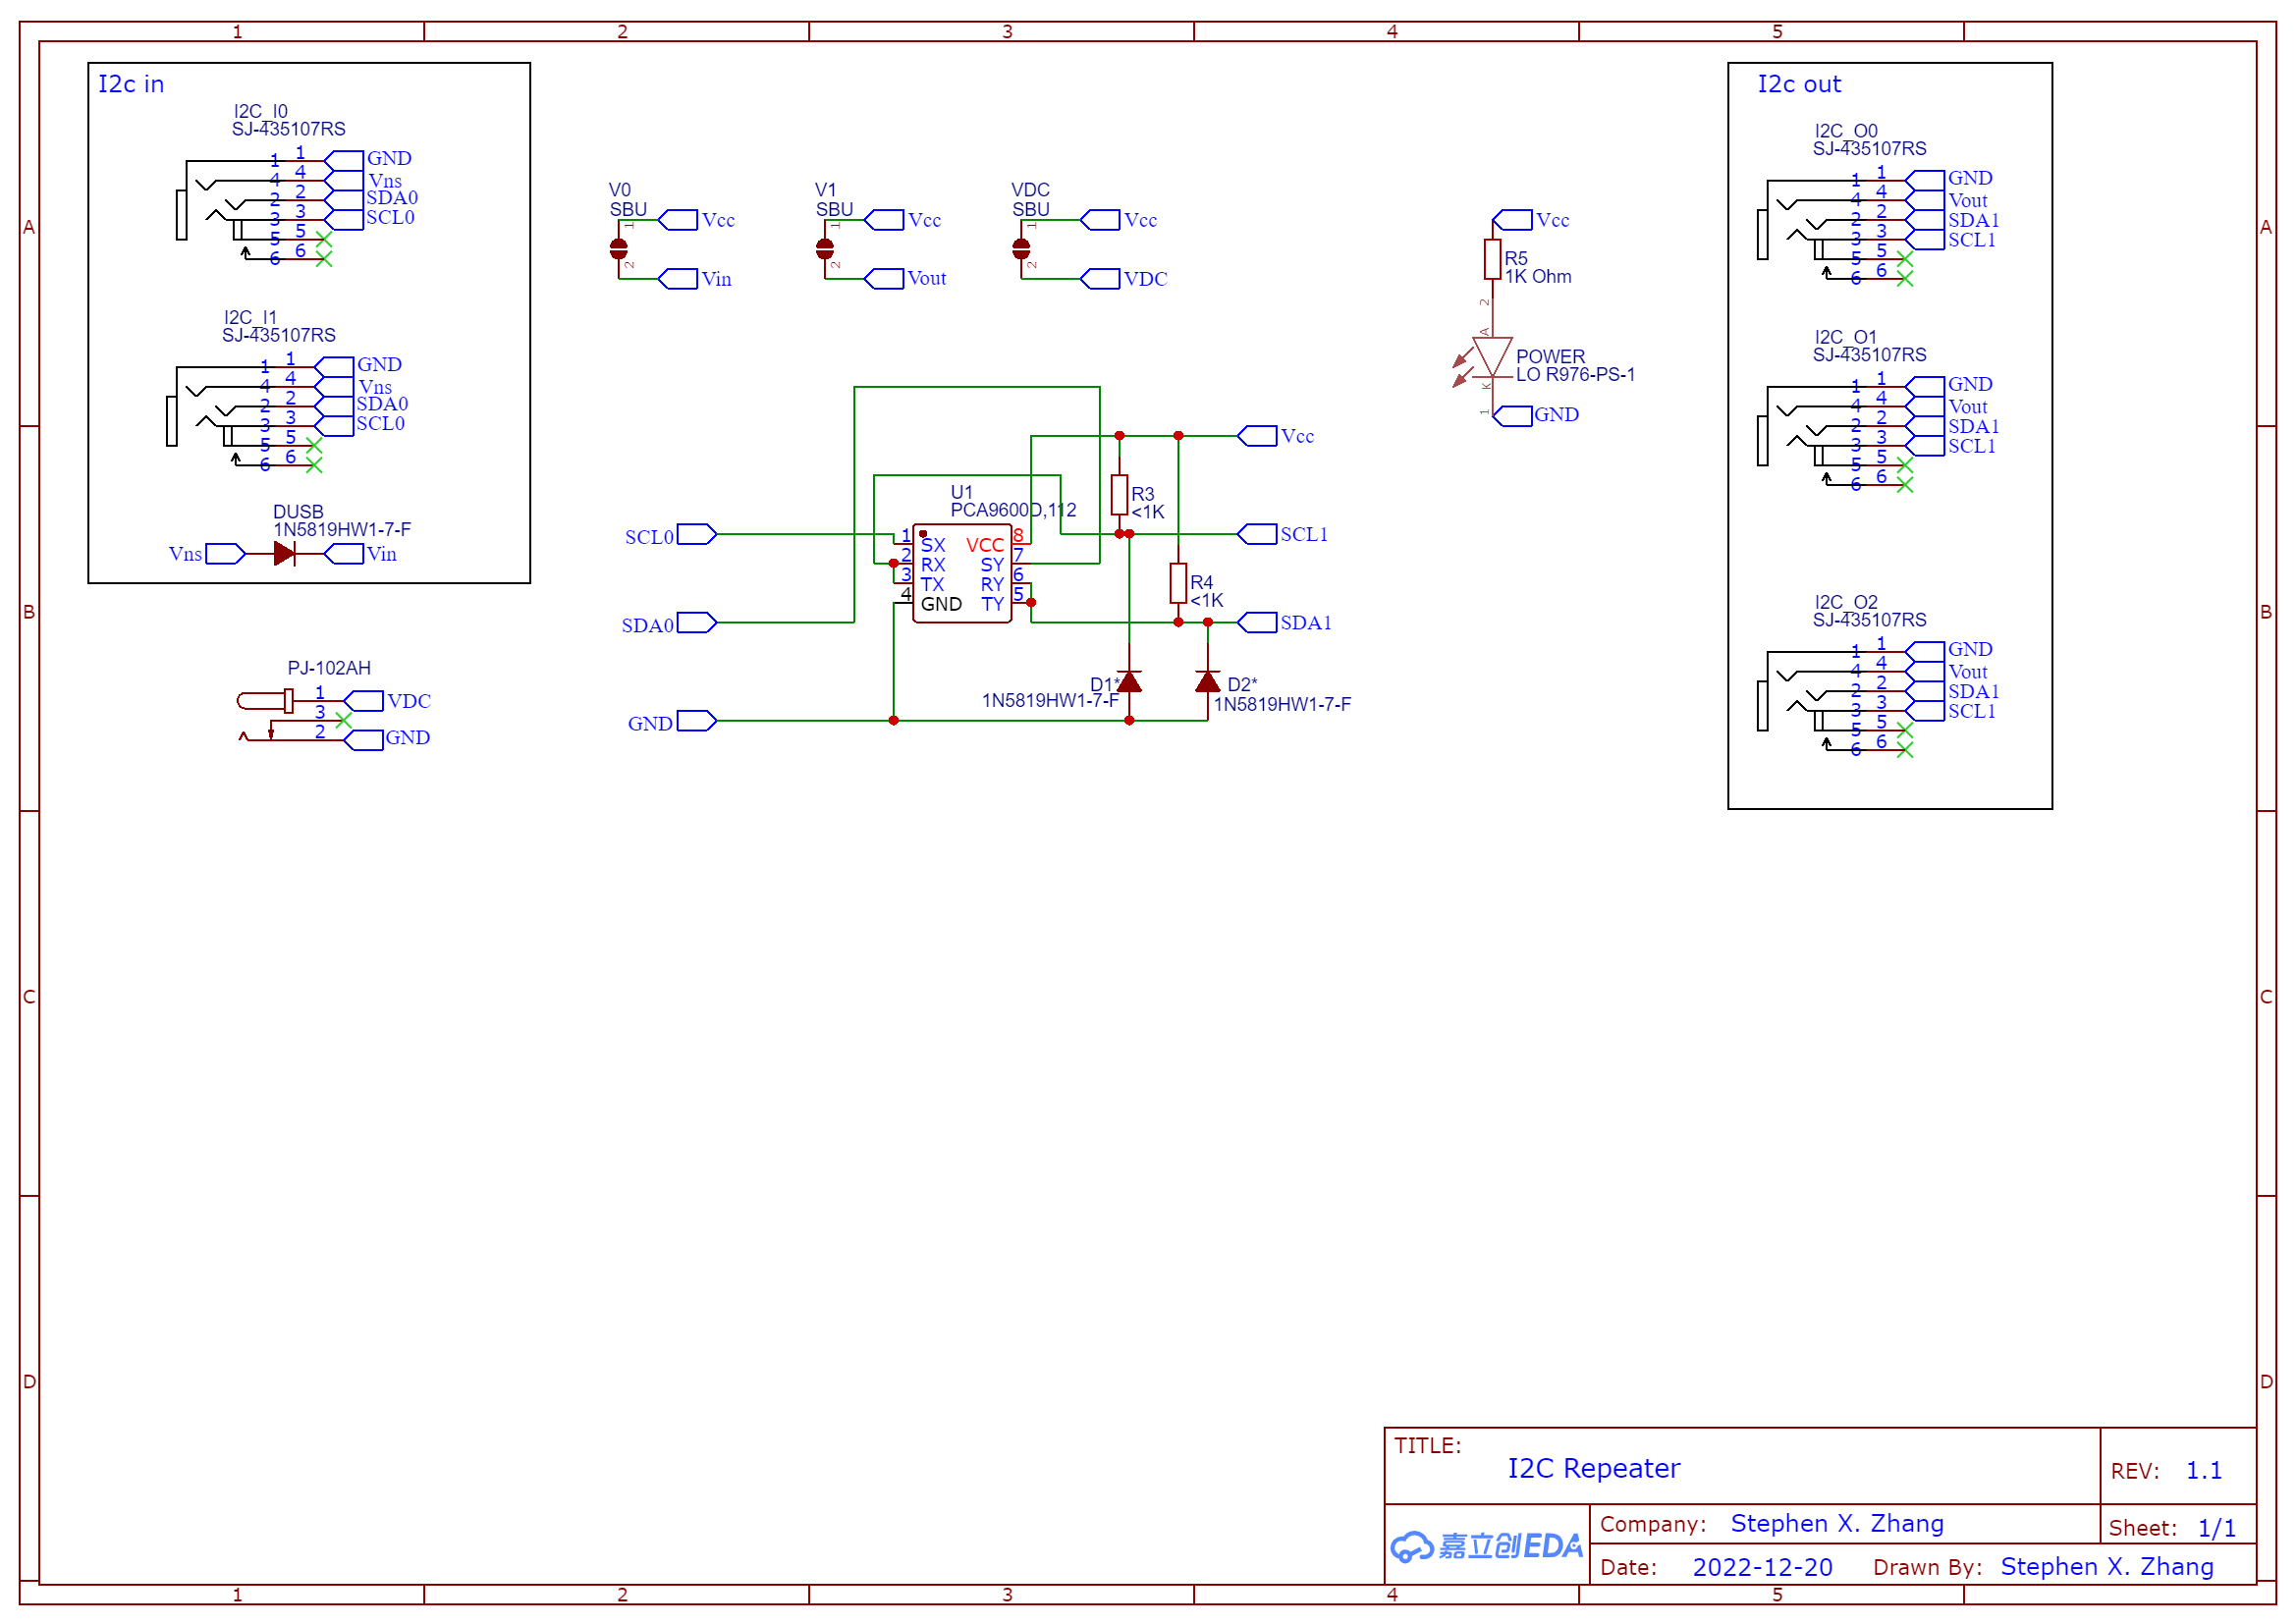 1 2 3 4 5
A A
B B
C C
D D
I2c in
I2C_I0
SJ-435107RS
1 1 GND
4 4 Vns
2 2 SDA0
3 3 SCL0
5 5
6 6
I2C_I1
SJ-435107RS
1 1 GND
4 4 Vns
2 2 SDA0
3 3 SCL0
5 5
6 6
DUSB
1N5819HW1-7-F
Vns Vin
PJ-102AH
1 VDC
3
2 GND
V0
SBU
1 Vcc
2 Vin
V1
SBU
1 Vcc
2 Vout
VDC
SBU
1 Vcc
2 VDC
Vcc
R5
1K Ohm
2
A
POWER
LO R976-PS-1
K
1
GND
Vcc
R3
<1K
U1
PCA9600D,112
SCL0 SCL1
1 SX VCC 8
2 RX SY 7
3 TX RY 6
4 GND TY 5
R4
<1K
SDA0 SDA1
D1*
1N5819HW1-7-F
D2*
1N5819HW1-7-F
GND
I2c out
I2C_O0
SJ-435107RS
1 1 GND
4 4 Vout
2 2 SDA1
3 3 SCL1
5 5
6 6
I2C_O1
SJ-435107RS
1 1 GND
4 4 Vout
2 2 SDA1
3 3 SCL1
5 5
6 6
I2C_O2
SJ-435107RS
1 1 GND
4 4 Vout
2 2 SDA1
3 3 SCL1
5 5
6 6
TITLE:
I2C Repeater
REV: 1.1
嘉立创EDA
Company: Stephen X. Zhang
Sheet: 1/1
Date: 2022-12-20
Drawn By: Stephen X. Zhang
1 2 3 4 5